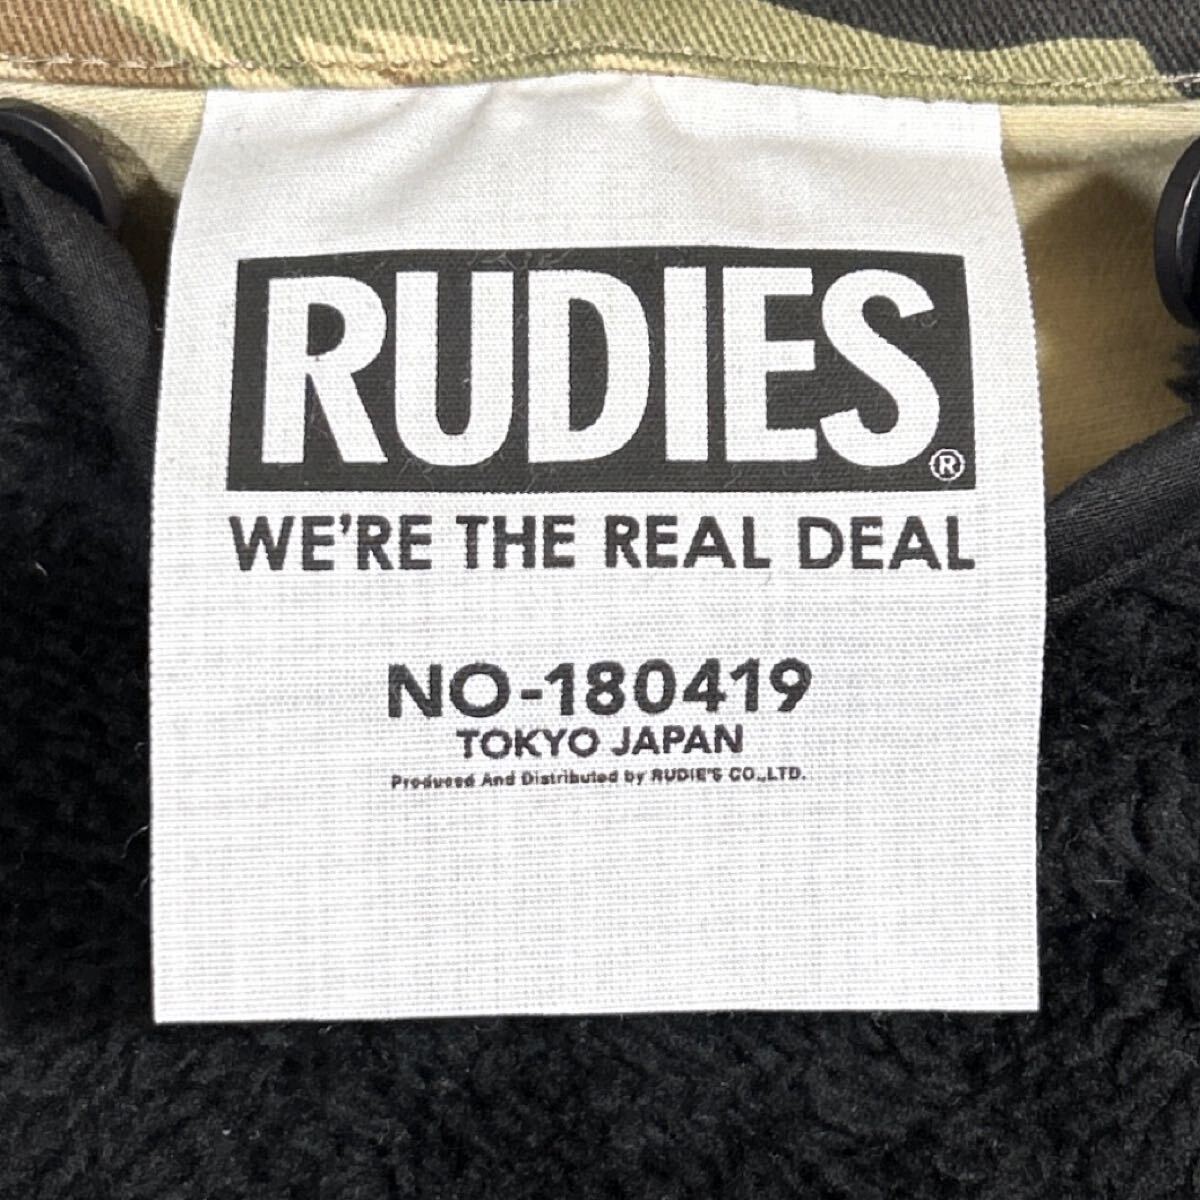 RUDIES®
WE'RE THE REAL DEAL
NO-180419
TOKYO JAPAN
Produced And Distributed by RUDIE'S CO.,LTD.